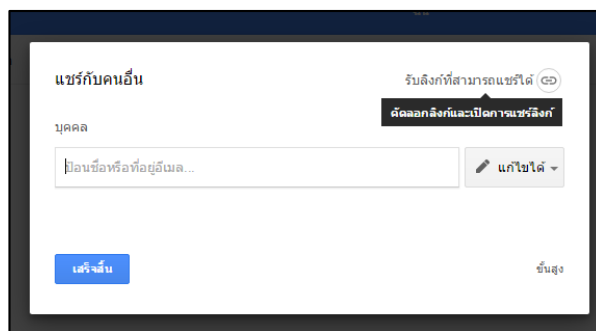 แชร์กับคนอื่น
รับลิงก์ที่สามารถแชร์ได้
คัดลอกลิงก์และเปิดการแชร์ลิงก์
บุคคล
ป้อนชื่อหรือที่อยู่อีเมล...
แก้ไขได้
เสร็จสิ้น
ขั้นสูง